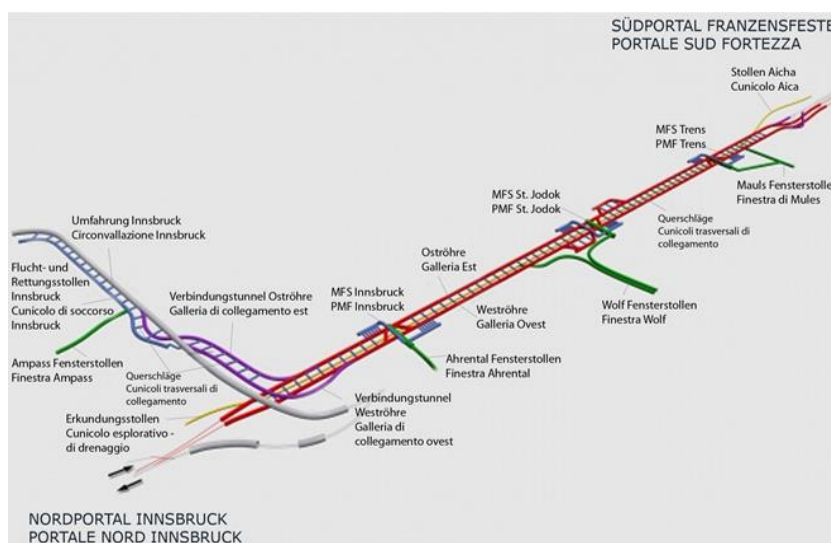 SÜDPORTAL FRANZENSFESTE
PORTALE SUD FORTEZZA
Stollen Aicha
Cunicolo Aica
MFS Trens
PMF Trens
Mauls Fensterstollen
Finestra di Mules
MFS St. Jodok
PMF St. Jodok
Querschläge
Cunicoli trasversali di
collegamento
Umfahrung Innsbruck
Circonvallazione Innsbruck
Oströhre
Galleria Est
Flucht- und
Rettungsstollen
Innsbruck
Cunicolo di soccorso
Innsbruck
Verbindungstunnel Oströhre
Galleria di collegamento est
MFS Innsbruck
PMF Innsbruck
Weströhre
Galleria Ovest
Wolf Fensterstollen
Finestra Wolf
Ampass Fensterstollen
Finestra Ampass
Querschläge
Cunicoli trasversali di
collegamento
Ahrental Fensterstollen
Finestra Ahrental
Erkundungsstollen
Cunicolo esplorativo -
di drenaggio
Verbindungstunnel
Weströhre
Galleria di
collegamento ovest
NORDPORTAL INNSBRUCK
PORTALE NORD INNSBRUCK